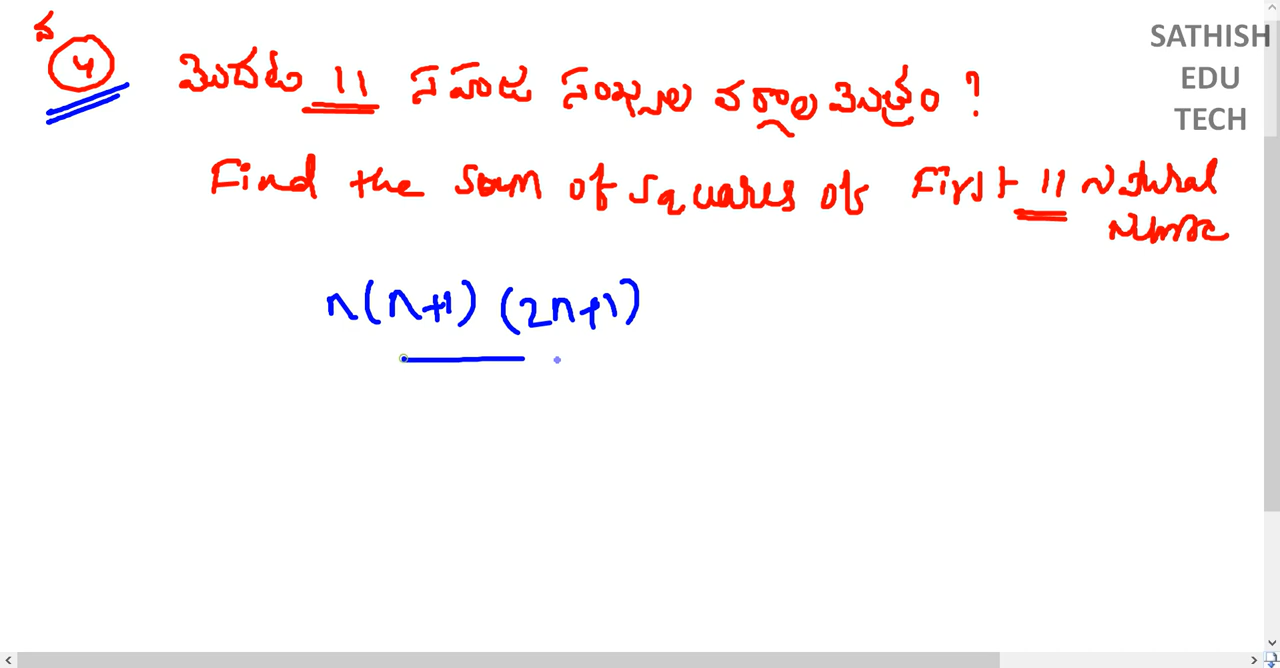 SATHISH
EDU
TECH
వ
4
మొదట 11 సహజ సంఖ్యల వర్గాల మొత్తం ?
Find the sum of squares of First 11 Natural
n(n+1) (2n+1)